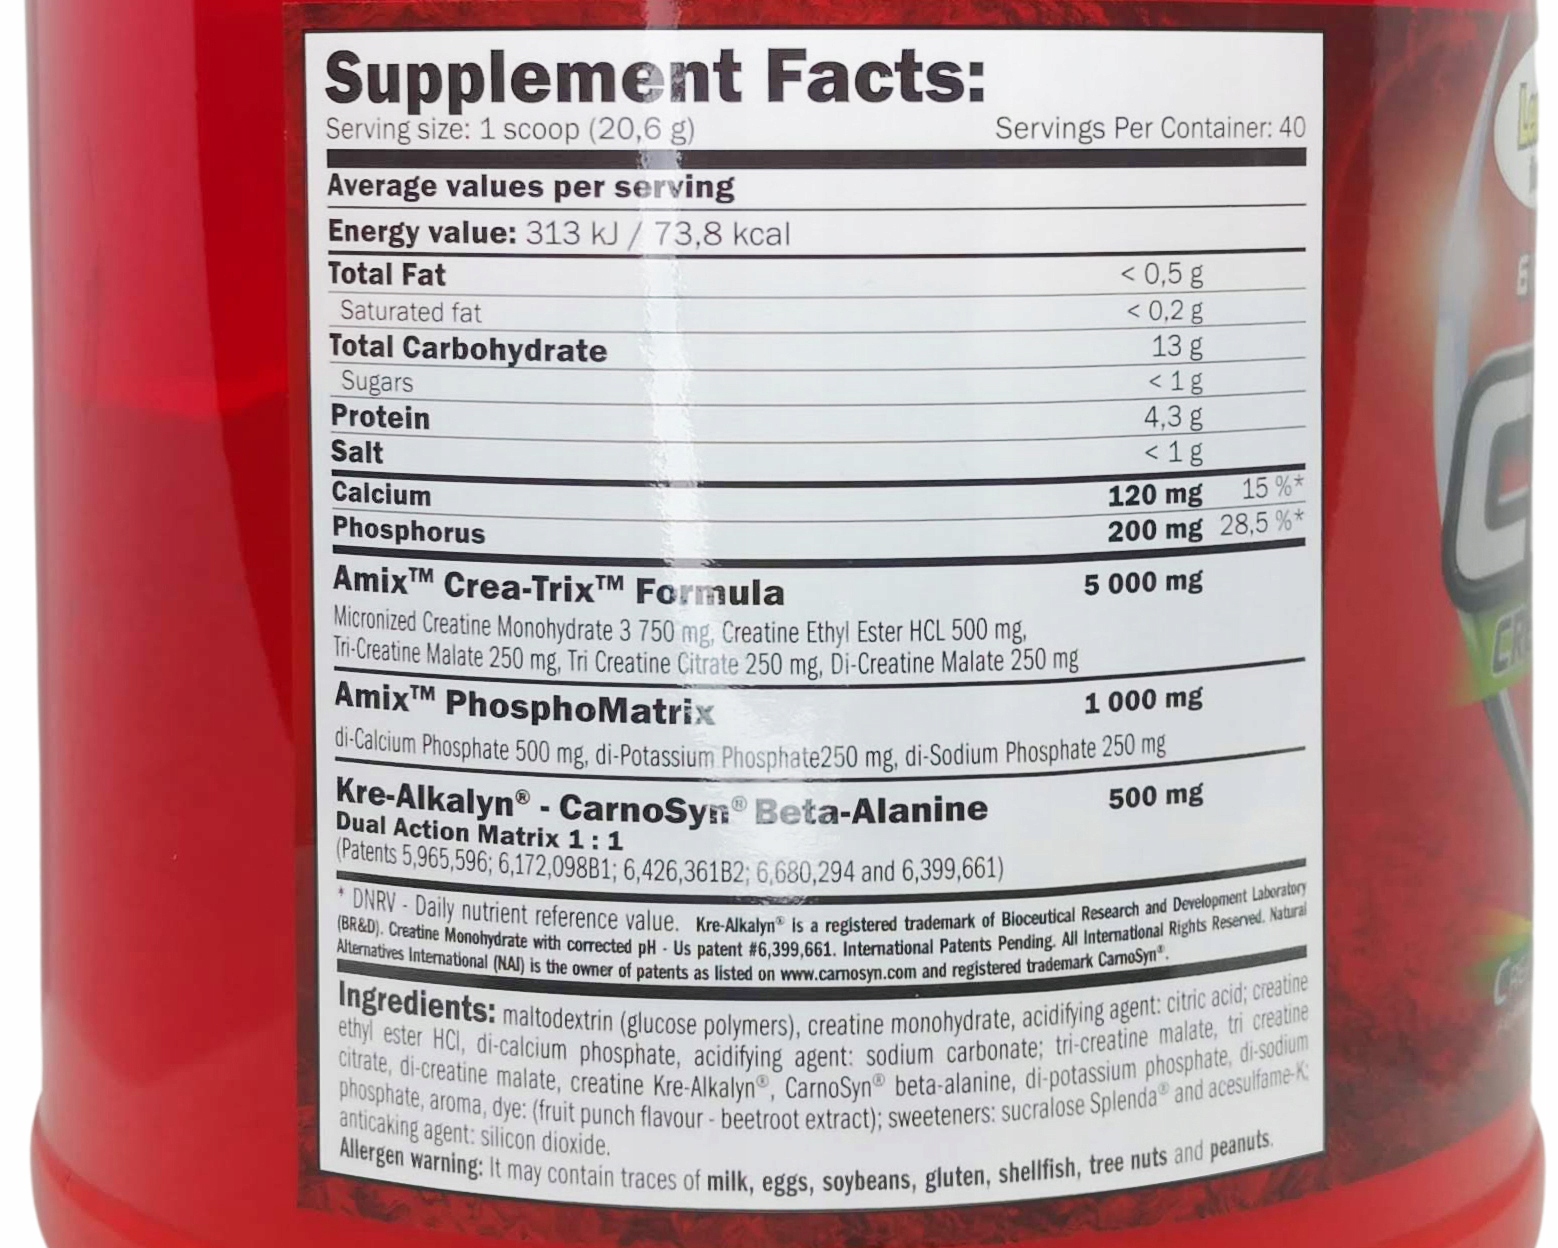 Supplement Facts:
Serving size: 1 scoop (20,6 g) Servings Per Container: 40
Average values per serving
Energy value: 313 kJ / 73,8 kcal
Total Fat < 0,5 g
Saturated fat < 0,2 g
Total Carbohydrate 13 g
Sugars < 1 g
Protein 4,3 g
Salt < 1 g
Calcium 120 mg 15 %*
Phosphorus 200 mg 28,5 %*
Amix™ Crea-Trix™ Formula 5 000 mg
Micronized Creatine Monohydrate 3 750 mg, Creatine Ethyl Ester HCL 500 mg,
Tri-Creatine Malate 250 mg, Tri Creatine Citrate 250 mg, Di-Creatine Malate 250 mg
Amix™ PhosphoMatrix 1 000 mg
di-Calcium Phosphate 500 mg, di-Potassium Phosphate250 mg, di-Sodium Phosphate 250 mg
Kre-Alkalyn® - CarnoSyn® Beta-Alanine 500 mg
Dual Action Matrix 1 : 1
(Patents 5,965,596; 6,172,098B1; 6,426,361B2; 6,680,294 and 6,399,661)
* DNRV - Daily nutrient reference value. Kre-Alkalyn® is a registered trademark of Bioceutical Research and Development Laboratory
(BR&D). Creatine Monohydrate with corrected pH - Us patent #6,399,661. International Patents Pending. All International Rights Reserved. Natural
Alternatives International (NAI) is the owner of patents as listed on www.carnosyn.com and registered trademark CarnoSyn®.
Ingredients: maltodextrin (glucose polymers), creatine monohydrate, acidifying agent: citric acid; creatine
ethyl ester HCl, di-calcium phosphate, acidifying agent: sodium carbonate; tri-creatine malate, tri creatine
citrate, di-creatine malate, creatine Kre-Alkalyn®, CarnoSyn® beta-alanine, di-potassium phosphate, di-sodium
phosphate, aroma, dye: (fruit punch flavour - beetroot extract); sweeteners: sucralose Splenda® and acesulfame-K;
anticaking agent: silicon dioxide.
Allergen warning: It may contain traces of milk, eggs, soybeans, gluten, shellfish, tree nuts and peanuts.